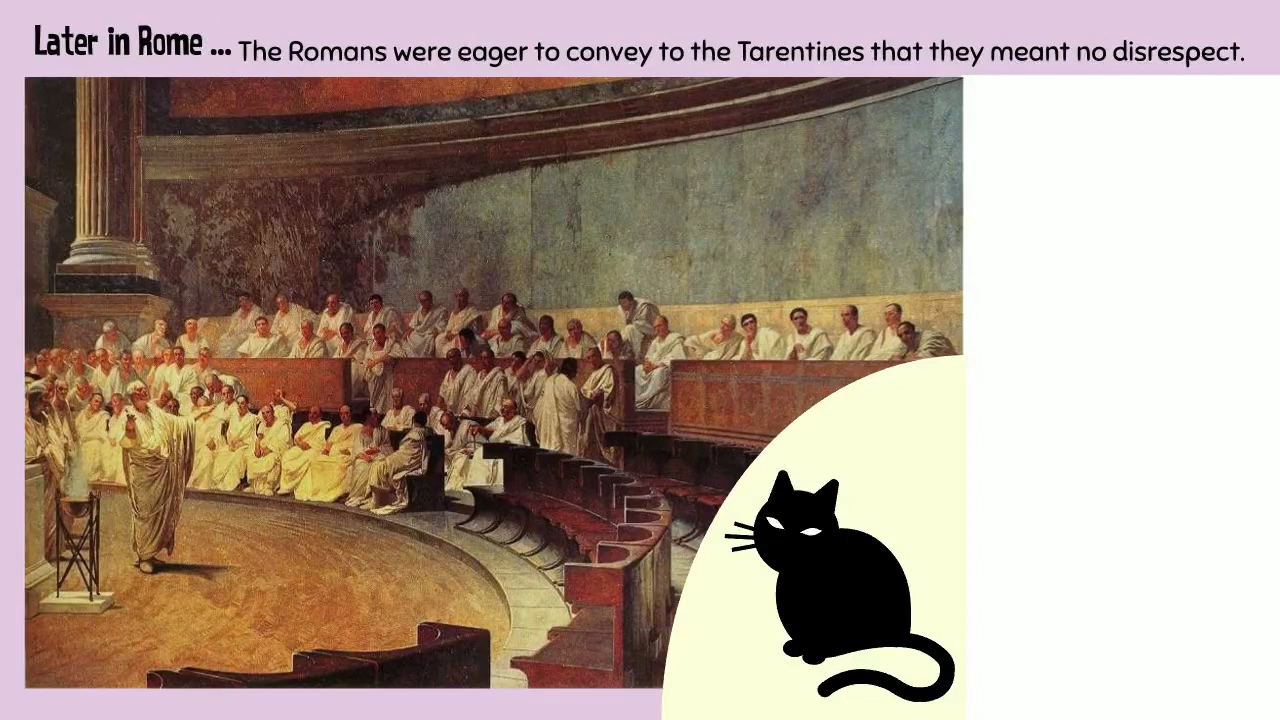 Later in Rome ... The Romans were eager to convey to the Tarentines that they meant no disrespect.